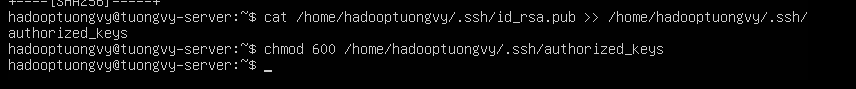 +----[SHA256]-----+
hadooptuongvy@tuongvy-server:~$ cat /home/hadooptuongvy/.ssh/id_rsa.pub >> /home/hadooptuongvy/.ssh/
authorized_keys
hadooptuongvy@tuongvy-server:~$ chmod 600 /home/hadooptuongvy/.ssh/authorized_keys
hadooptuongvy@tuongvy-server:~$ _